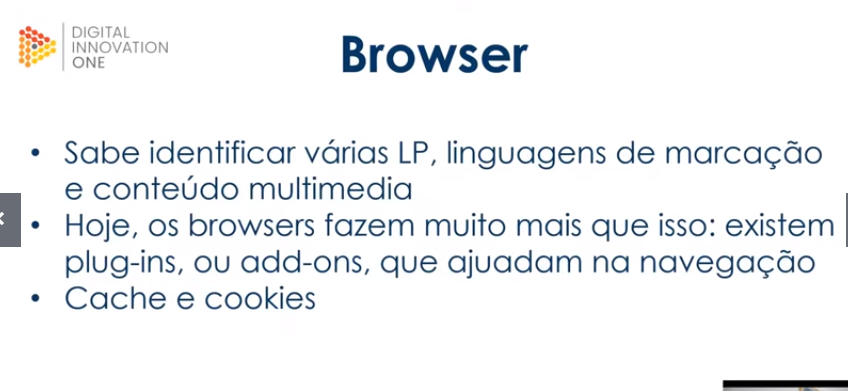 DIGITAL
INNOVATION
ONE
Browser
• Sabe identificar várias LP, linguagens de marcação
e conteúdo multimedia
• Hoje, os browsers fazem muito mais que isso: existem
plug-ins, ou add-ons, que ajuadam na navegação
• Cache e cookies